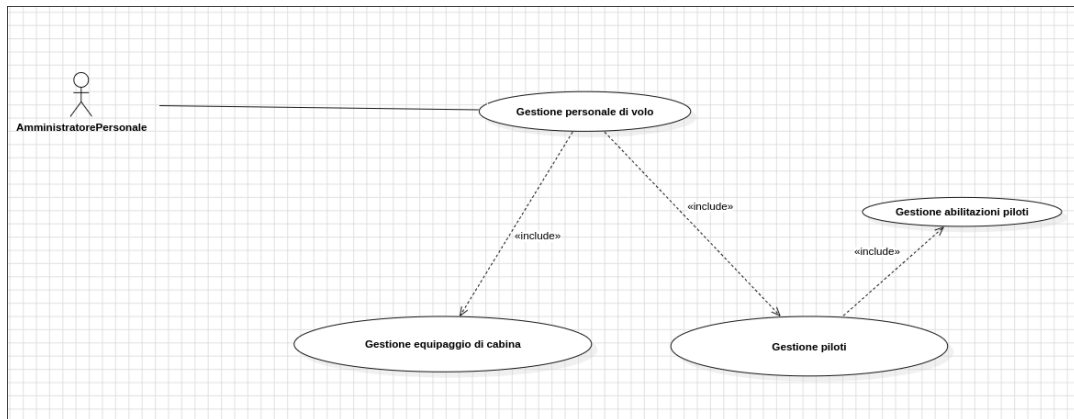 AmministratorePersonale
Gestione personale di volo
Gestione abilitazioni piloti
«include»
«include»
«include»
Gestione equipaggio di cabina
Gestione piloti